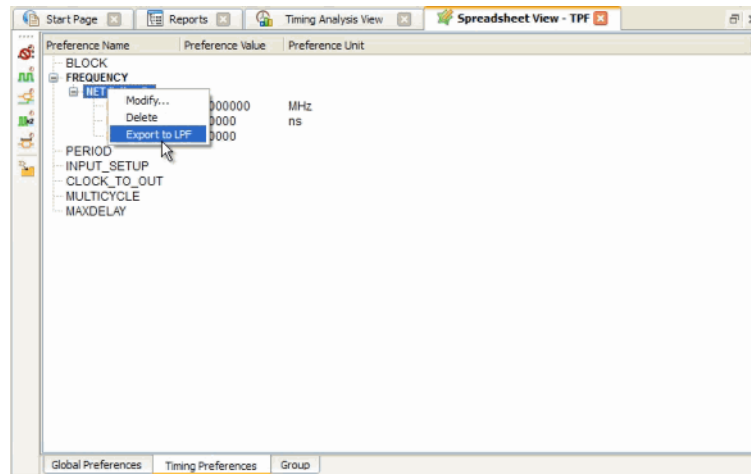 Start Page Reports Timing Analysis View Spreadsheet View - TPF
Preference Name Preference Value Preference Unit
BLOCK
FREQUENCY
NET
Modify...
000000 MHz
Delete
0000 ns
Export to LPF
0000
PERIOD
INPUT_SETUP
CLOCK_TO_OUT
MULTICYCLE
MAXDELAY
Global Preferences Timing Preferences Group